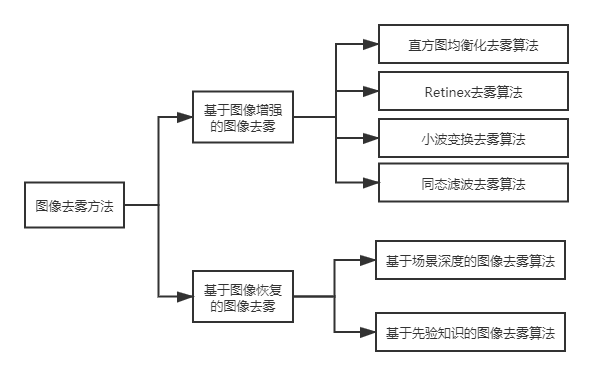 图像去雾方法
基于图像增强
的图像去雾
直方图均衡化去雾算法
Retinex去雾算法
小波变换去雾算法
同态滤波去雾算法
基于图像恢复
的图像去雾
基于场景深度的图像去雾算法
基于先验知识的图像去雾算法